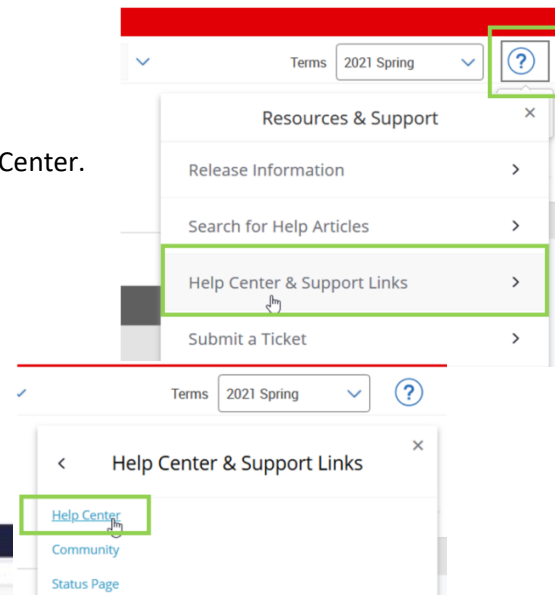 Terms 2021 Spring ?
Resources & Support ×
Center.
Release Information >
Search for Help Articles >
Help Center & Support Links >
Submit a Ticket >
Terms 2021 Spring ?
< Help Center & Support Links ×
Help Center
Community
Status Page